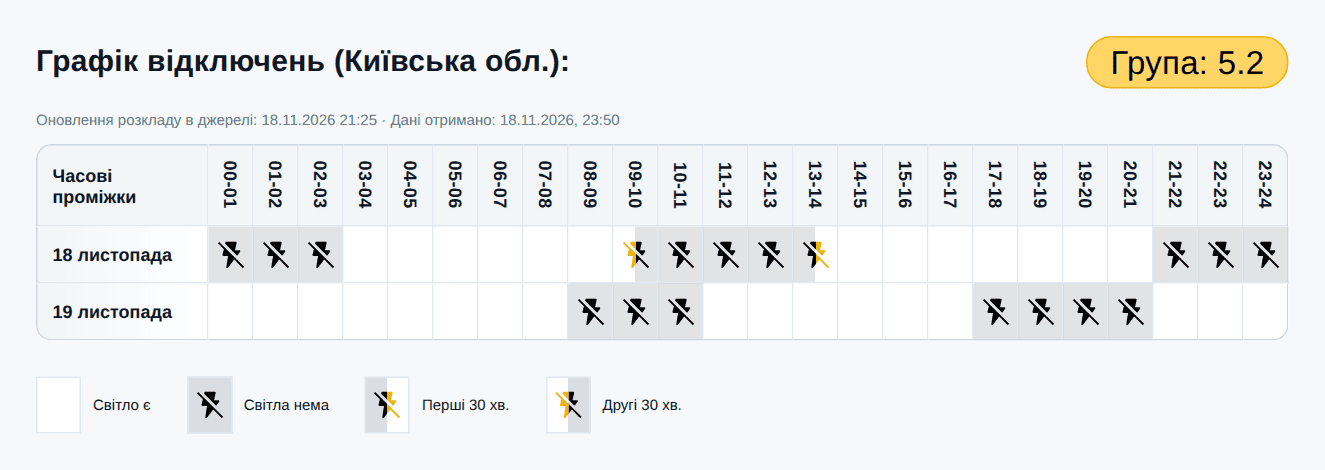 Графік відключень (Київська обл.):
Група: 5.2
Оновлення розкладу в джерелі: 18.11.2026 21:25 · Дані отримано: 18.11.2026, 23:50
Часові
проміжки
00-01
01-02
02-03
03-04
04-05
05-06
06-07
07-08
08-09
09-10
10-11
11-12
12-13
13-14
14-15
15-16
16-17
17-18
18-19
19-20
20-21
21-22
22-23
23-24
18 листопада
19 листопада
Світло є
Світла нема
Перші 30 хв.
Другі 30 хв.